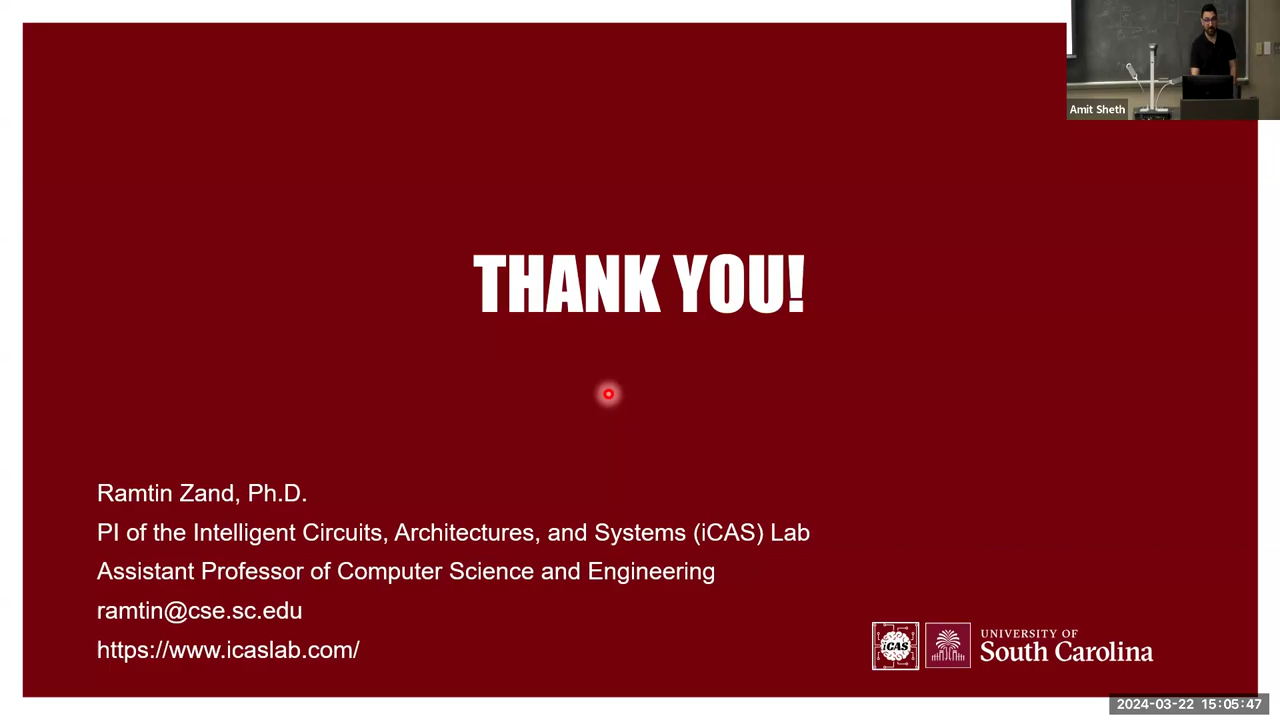 Amit Sheth
THANK YOU!
Ramtin Zand, Ph.D.
PI of the Intelligent Circuits, Architectures, and Systems (iCAS) Lab
Assistant Professor of Computer Science and Engineering
ramtin@cse.sc.edu
https://www.icaslab.com/
iCAS
UNIVERSITY OF
South Carolina
2024-03-22 15:05:47